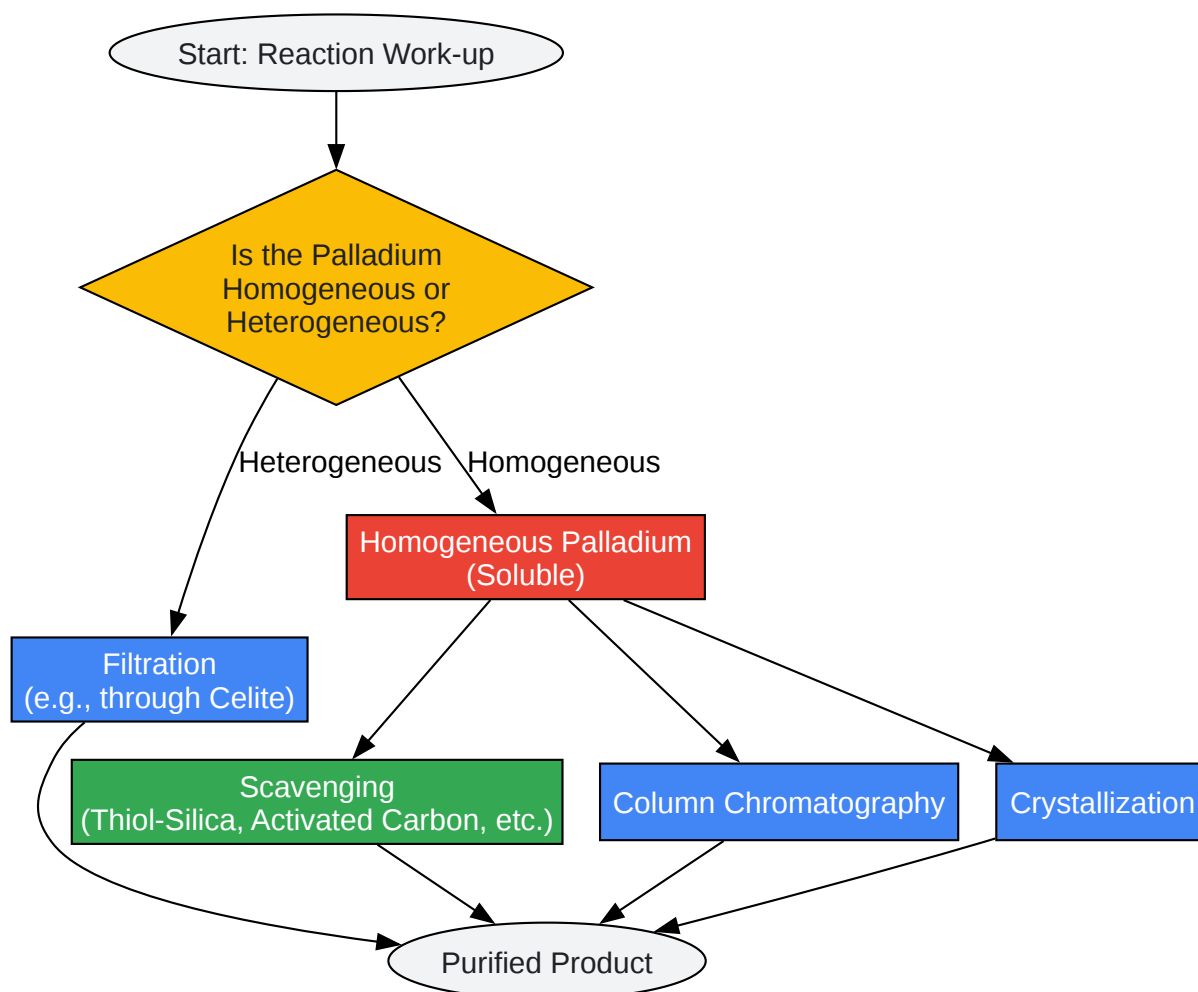 Start: Reaction Work-up
Is the Palladium
Homogeneous or
Heterogeneous?
Heterogeneous
Homogeneous
Homogeneous Palladium
(Soluble)
Filtration
(e.g., through Celite)
Scavenging
(Thiol-Silica, Activated Carbon, etc.)
Column Chromatography
Crystallization
Purified Product